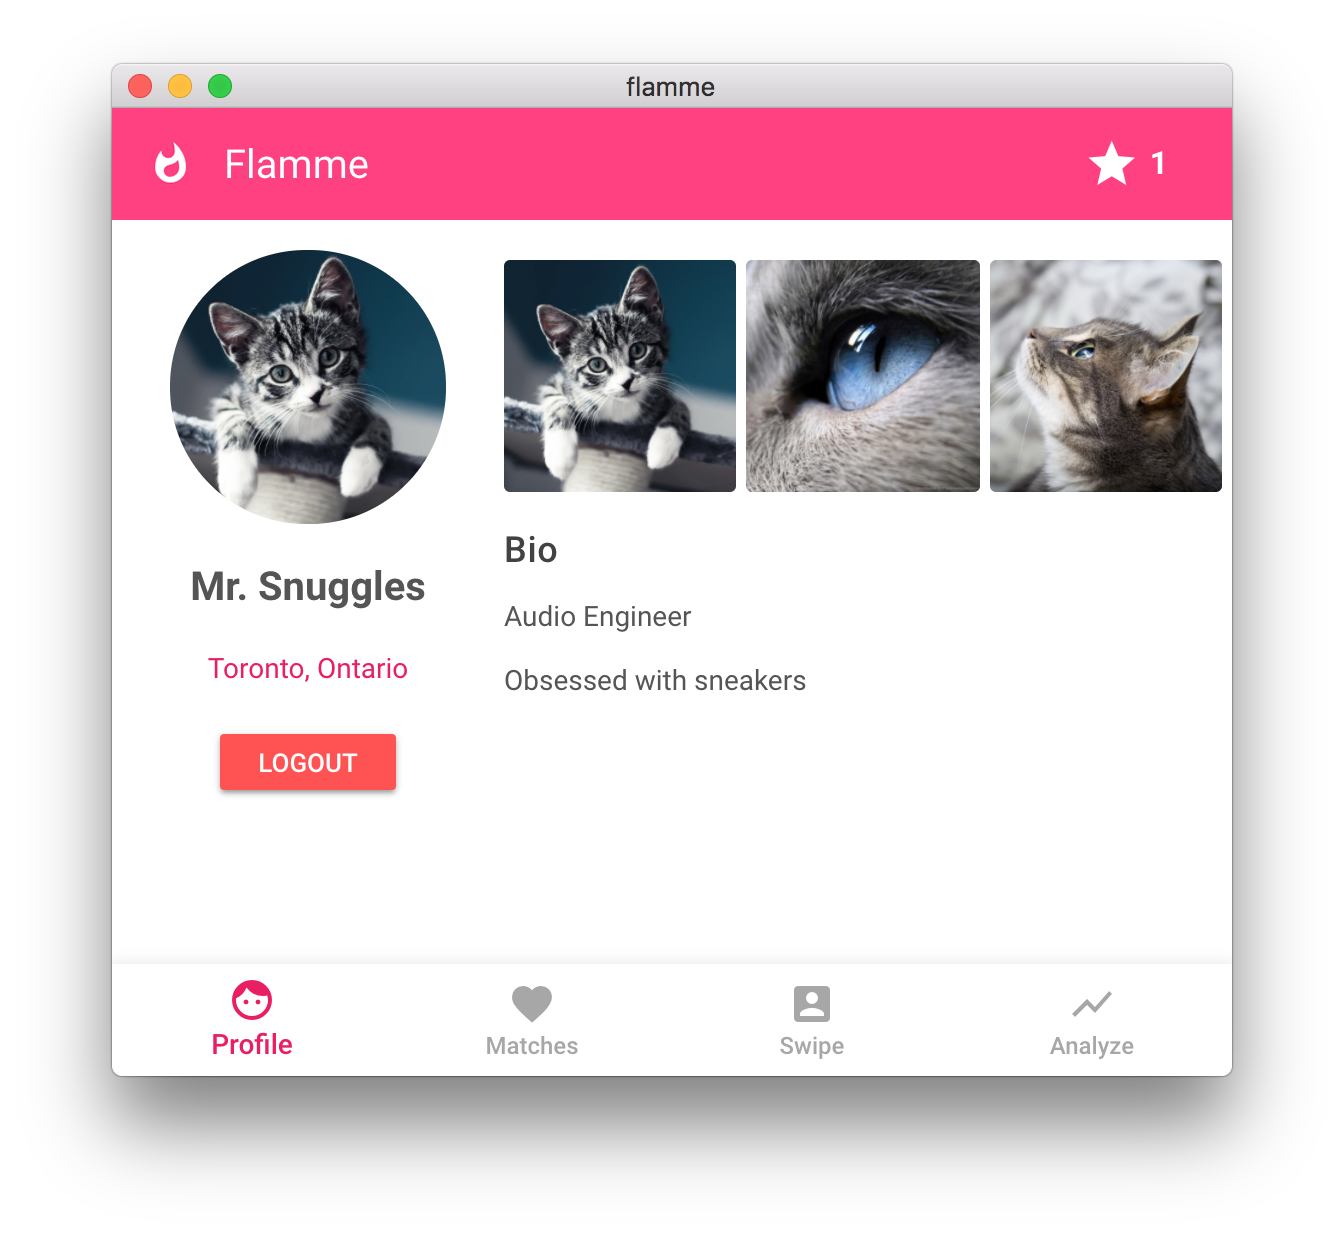 flamme
Flamme
1
Mr. Snuggles
Toronto, Ontario
LOGOUT
Bio
Audio Engineer
Obsessed with sneakers
Profile
Matches
Swipe
Analyze